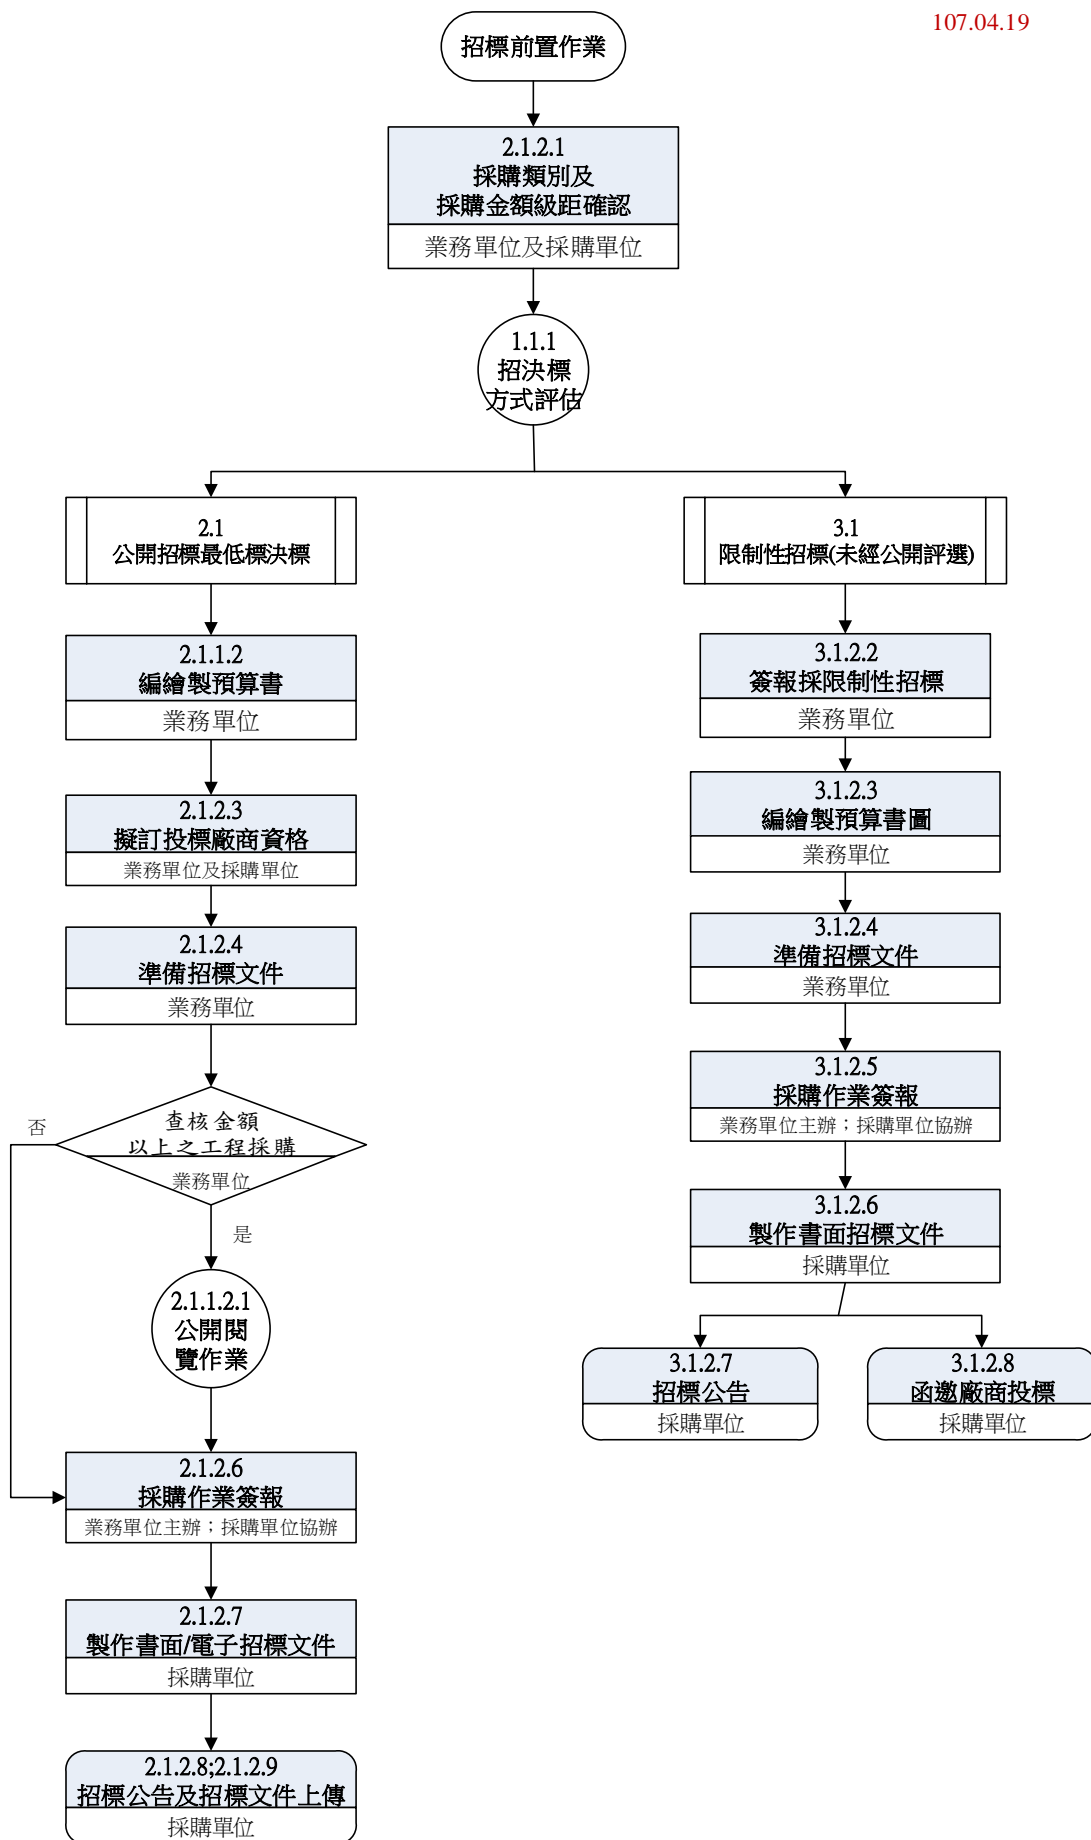 107.04.19
招標前置作業
2.1.2.1
採購類別及
採購金額級距確認
業務單位及採購單位
1.1.1
招決標
方式評估
2.1
公開招標最低標決標
2.1.1.2
編繪製預算書
業務單位
2.1.2.3
擬訂投標廠商資格
業務單位及採購單位
2.1.2.4
準備招標文件
業務單位
查核金額
以上之工程採購
業務單位
否
是
2.1.1.2.1
公開閱
覽作業
2.1.2.6
採購作業簽報
業務單位主辦；採購單位協辦
2.1.2.7
製作書面/電子招標文件
採購單位
2.1.2.8;2.1.2.9
招標公告及招標文件上傳
採購單位
3.1
限制性招標(未經公開評選)
3.1.2.2
簽報採限制性招標
業務單位
3.1.2.3
編繪製預算書圖
業務單位
3.1.2.4
準備招標文件
業務單位
3.1.2.5
採購作業簽報
業務單位主辦；採購單位協辦
3.1.2.6
製作書面招標文件
採購單位
3.1.2.7
招標公告
採購單位
3.1.2.8
函邀廠商投標
採購單位